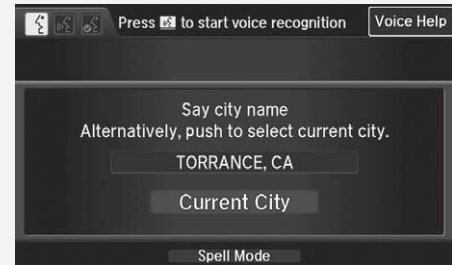 Press to start voice recognition
Voice Help
Say city name
Alternatively, push to select current city.
TORRANCE, CA
Current City
Spell Mode